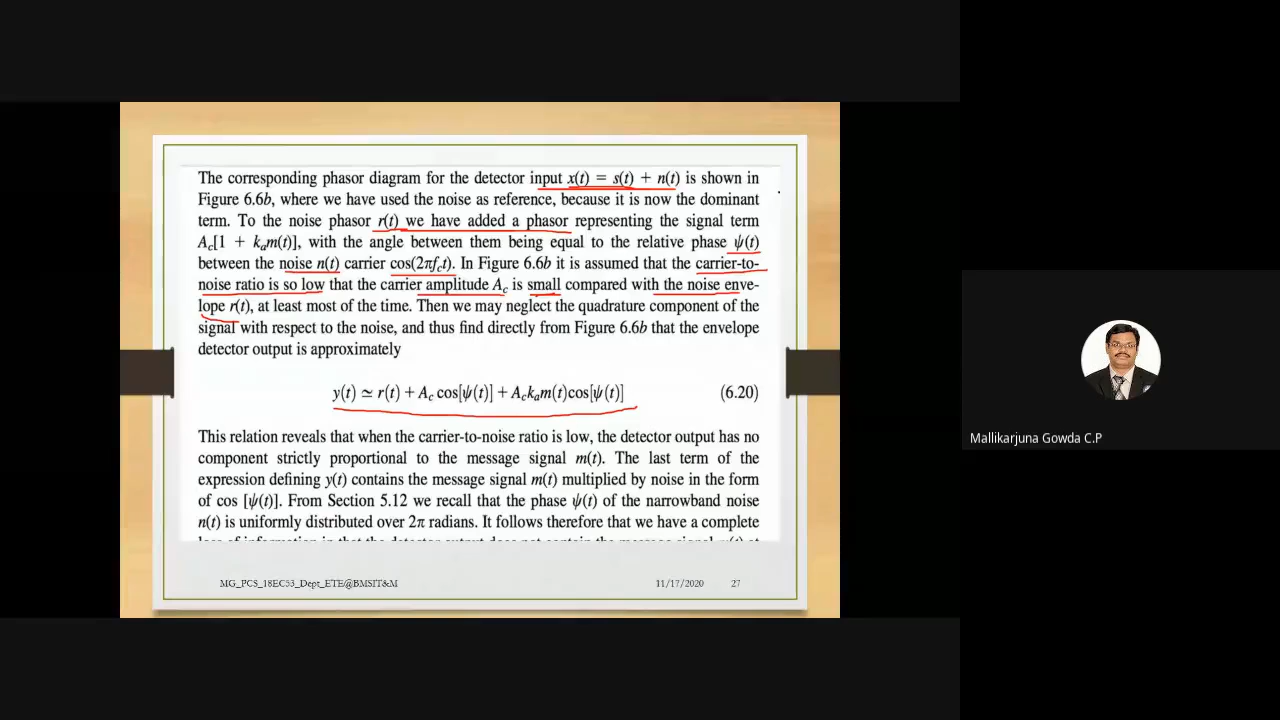 The corresponding phasor diagram for the detector input x(t) = s(t) + n(t) is shown in
Figure 6.6b, where we have used the noise as reference, because it is now the dominant
term. To the noise phasor r(t) we have added a phasor representing the signal term
A_c[1 + k_am(t)], with the angle between them being equal to the relative phase ψ(t)
between the noise n(t) carrier cos(2πf_ct). In Figure 6.6b it is assumed that the carrier-to-
noise ratio is so low that the carrier amplitude A_c is small compared with the noise enve-
lope r(t), at least most of the time. Then we may neglect the quadrature component of the
signal with respect to the noise, and thus find directly from Figure 6.6b that the envelope
detector output is approximately
y(t) ≃ r(t) + A_c cos[ψ(t)] + A_ck_am(t)cos[ψ(t)] (6.20)
This relation reveals that when the carrier-to-noise ratio is low, the detector output has no
component strictly proportional to the message signal m(t). The last term of the
expression defining y(t) contains the message signal m(t) multiplied by noise in the form
of cos [ψ(t)]. From Section 5.12 we recall that the phase ψ(t) of the narrowband noise
n(t) is uniformly distributed over 2π radians. It follows therefore that we have a complete
MG_PCS_18EC53_Dept_ETE@BMSIT&M 11/17/2020 27
Mallikarjuna Gowda C.P